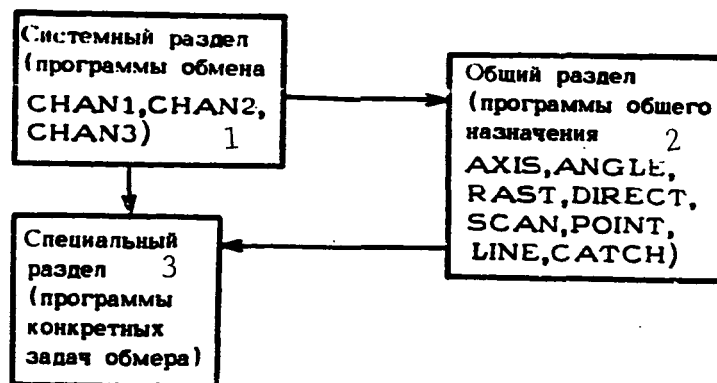 Системный раздел
(программы обмена
CHAN1,CHAN2,
CHAN3)
1
Общий раздел
(программы общего
назначения
2
AXIS,ANGLE,
RAST,DIRECT,
SCAN,POINT,
LINE,CATCH)
Специальный
раздел
3
(программы
конкретных
задач обмера)